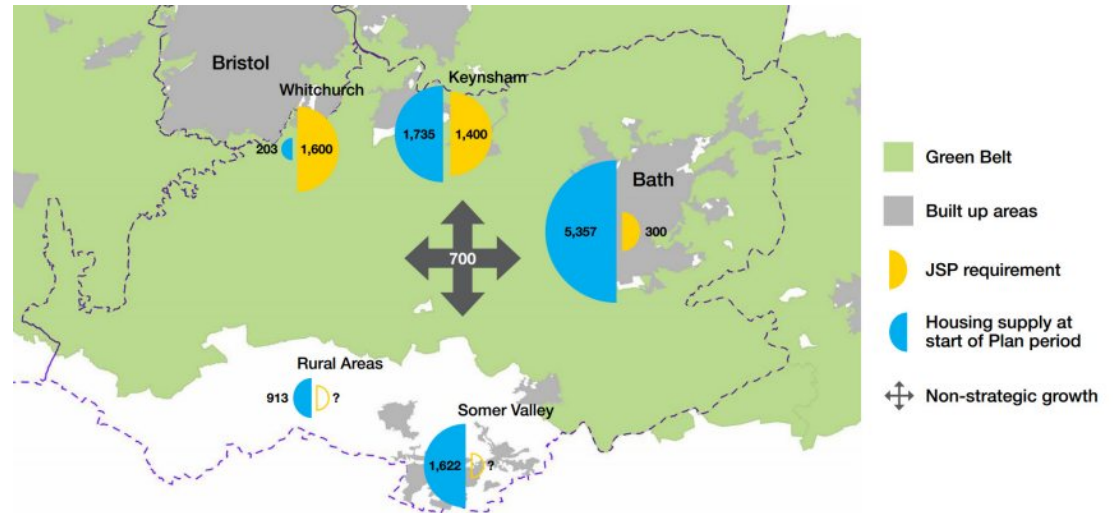 Bristol
Whitchurch
203
1,600
Keynsham
1,735
1,400
Bath
5,357
300
700
Rural Areas
913
?
Somer Valley
1,622
?
Green Belt
Built up areas
JSP requirement
Housing supply at
start of Plan period
Non-strategic growth